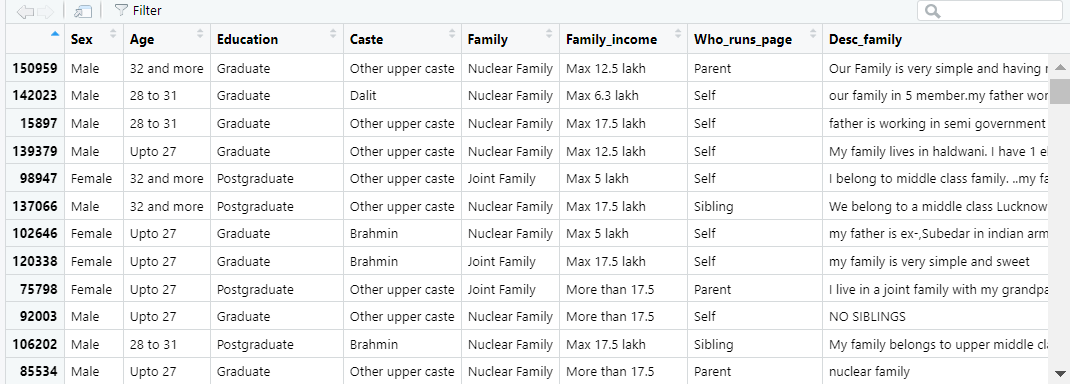 Filter
Sex Age Education Caste Family Family_income Who_runs_page Desc_family
150959 Male 32 and more Graduate Other upper caste Nuclear Family Max 12.5 lakh Parent Our Family is very simple and having
142023 Male 28 to 31 Graduate Dalit Nuclear Family Max 6.3 lakh Self our family in 5 member.my father
15897 Male 28 to 31 Graduate Other upper caste Nuclear Family Max 17.5 lakh Self father is working in semi government
139379 Male Upto 27 Graduate Other upper caste Nuclear Family Max 12.5 lakh Self My family lives in haldwani. I have 1
98947 Female 32 and more Postgraduate Other upper caste Joint Family Max 5 lakh Self I belong to middle class family. ..my
137066 Male 32 and more Postgraduate Other upper caste Nuclear Family Max 17.5 lakh Sibling We belong to a middle class Lucknow
102646 Female Upto 27 Graduate Brahmin Nuclear Family Max 5 lakh Self my father is ex-,Subedar in indian
120338 Female Upto 27 Graduate Brahmin Joint Family Max 17.5 lakh Self my family is very simple and sweet
75798 Female Upto 27 Postgraduate Other upper caste Joint Family More than 17.5 Parent I live in a joint family with my
92003 Male Upto 27 Graduate Other upper caste Nuclear Family More than 17.5 Self NO SIBLINGS
106202 Male 28 to 31 Postgraduate Brahmin Nuclear Family Max 17.5 lakh Sibling My family belongs to upper middle
85534 Male Upto 27 Graduate Other upper caste Nuclear Family More than 17.5 Parent nuclear family